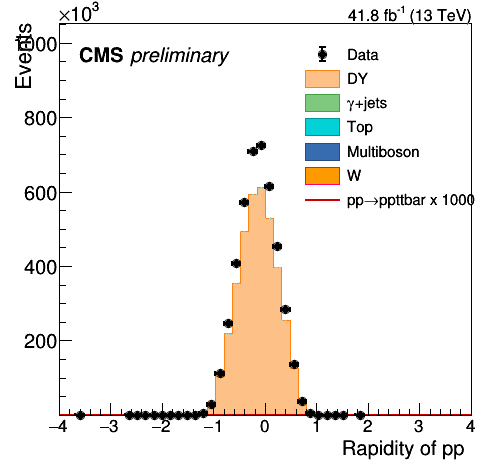 ×10³
41.8 fb⁻¹ (13 TeV)
Events
CMS preliminary
Data
DY
γ+jets
Top
Multiboson
W
pp→ppttbar x 1000
1000
800
600
400
200
−4 −3 −2 −1 0 1 2 3 4
Rapidity of pp